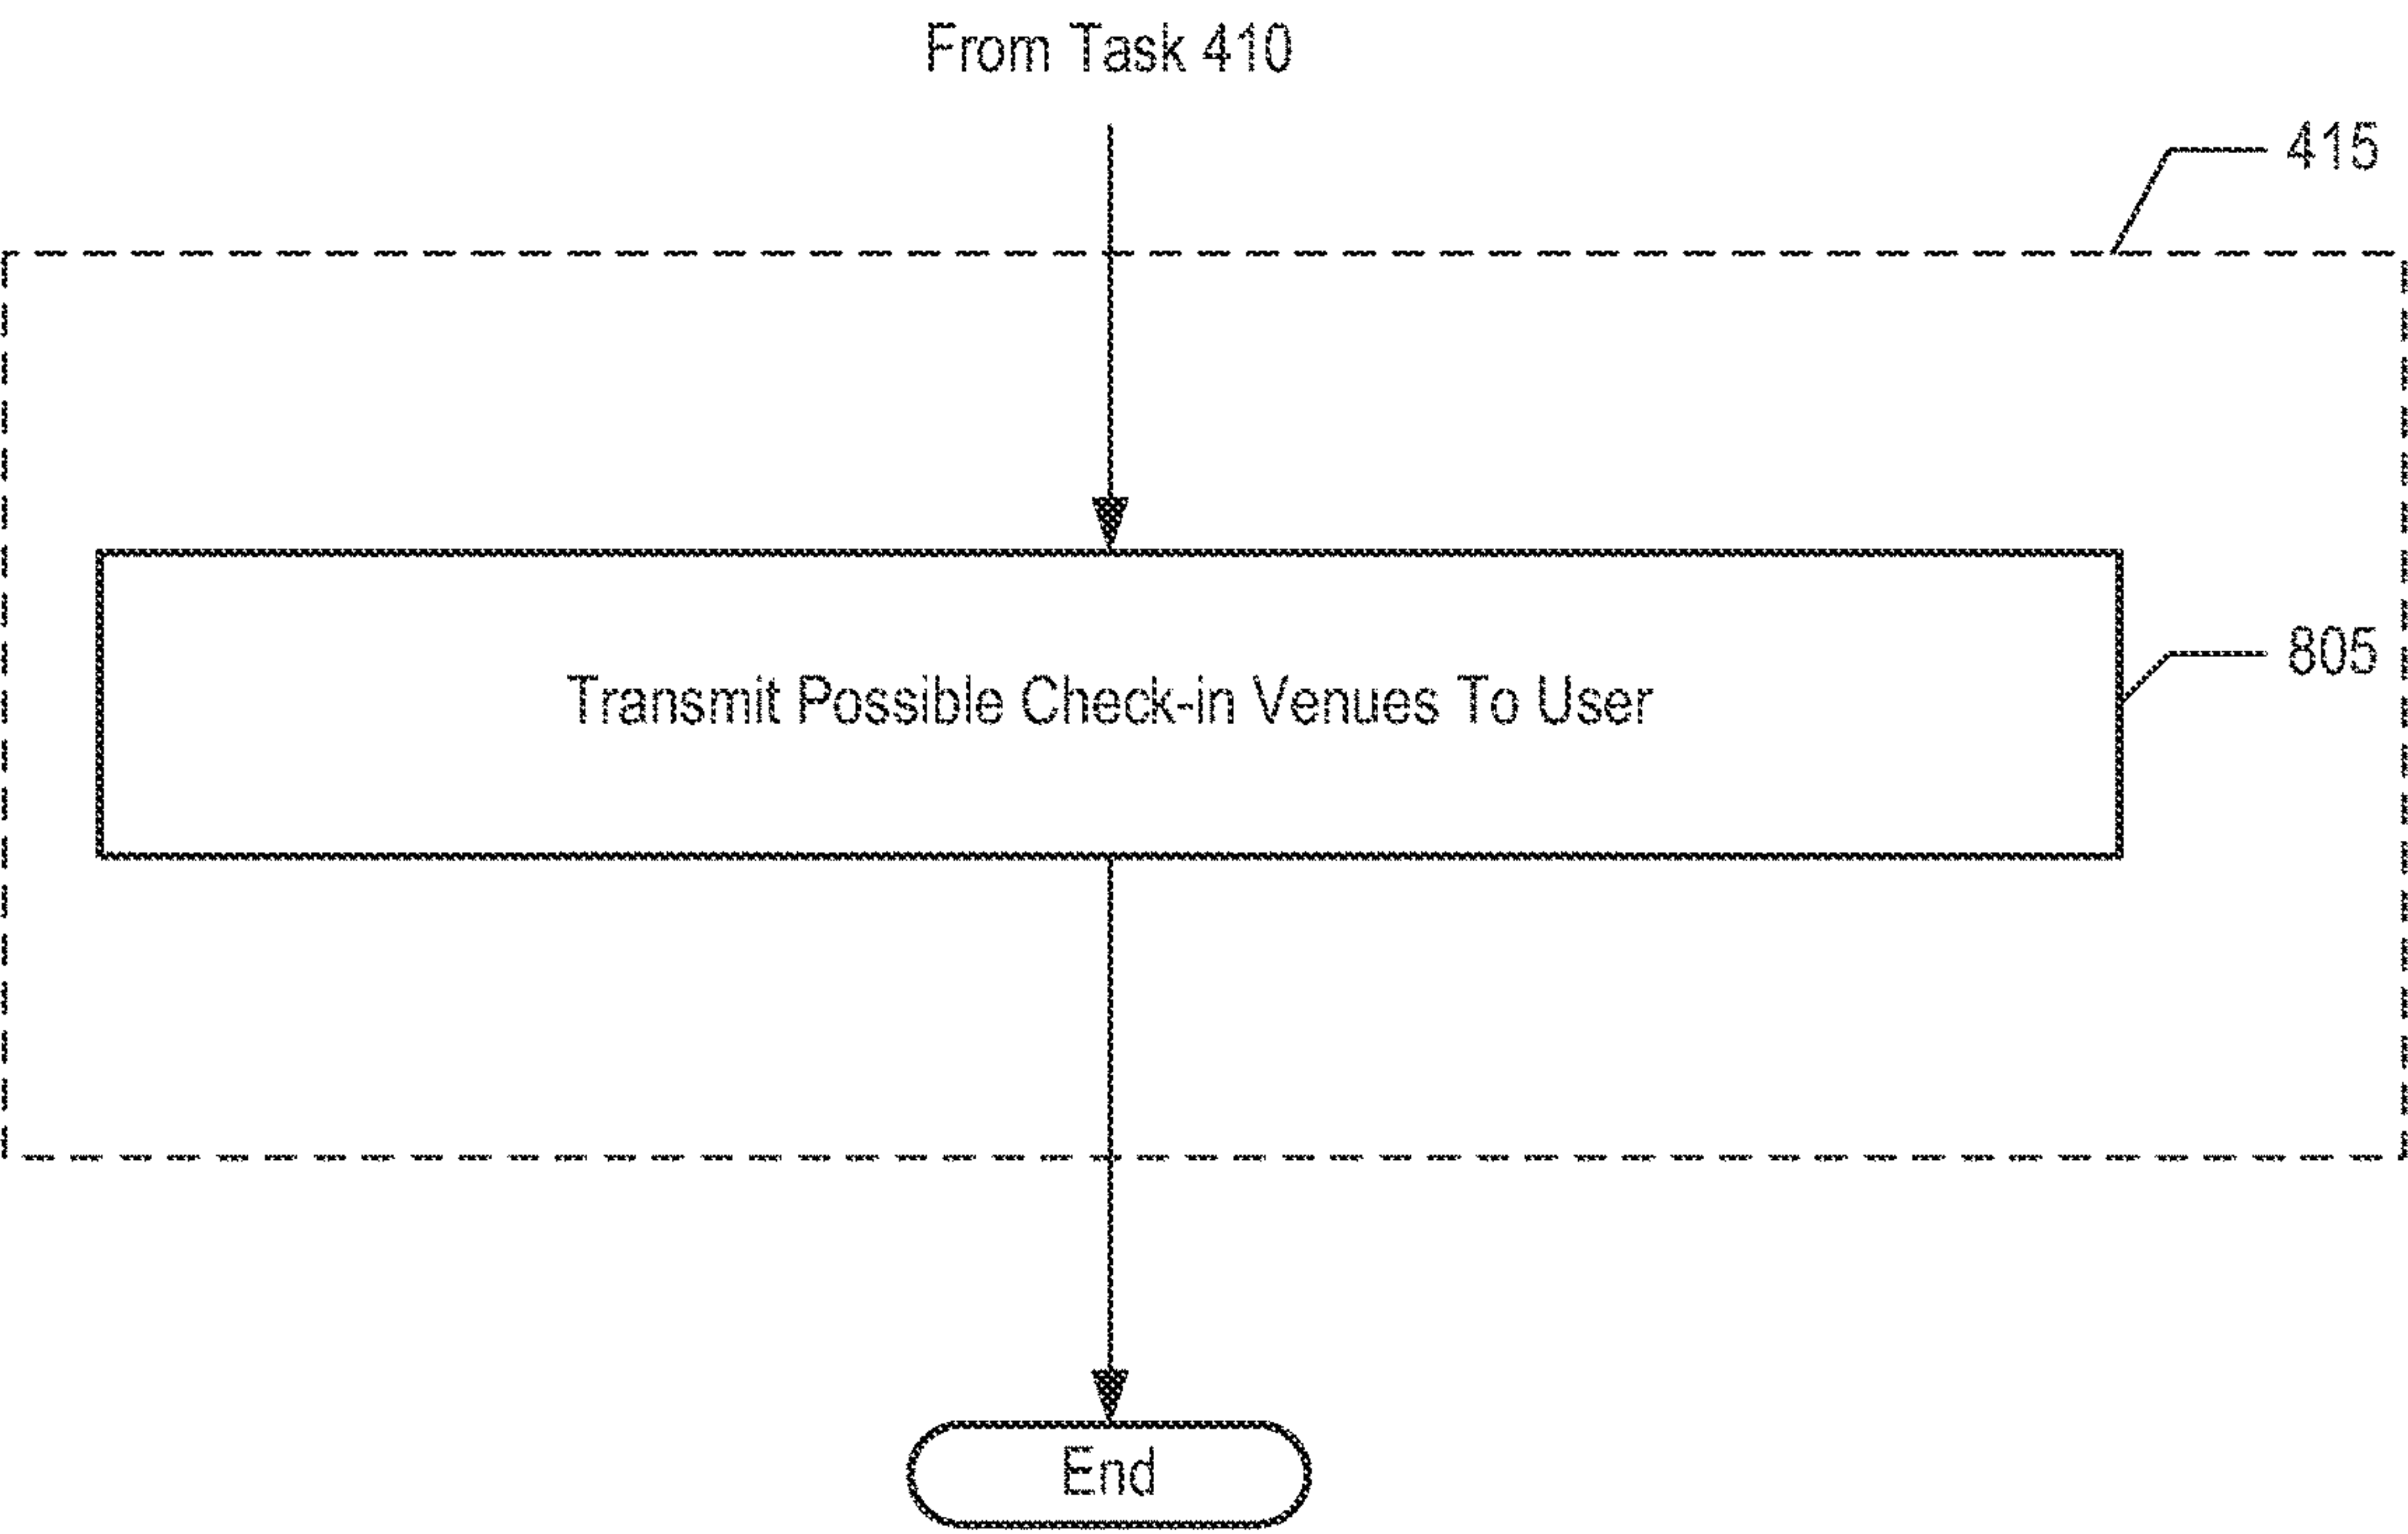 From Task 410
415
805
Transmit Possible Check-in Venues To User
End